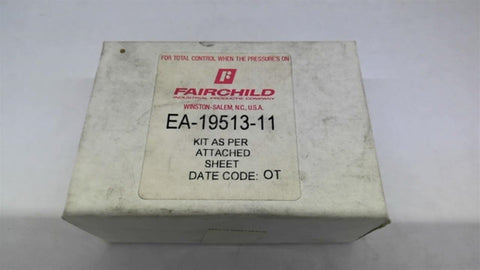 FOR TOTAL CONTROL WHEN THE PRESSURE'S ON
FAIRCHILD
INDUSTRIAL PRODUCTS COMPANY
WINSTON-SALEM, N.C., U.S.A.
EA-19513-11
KIT AS PER
ATTACHED
SHEET
DATE CODE: OT